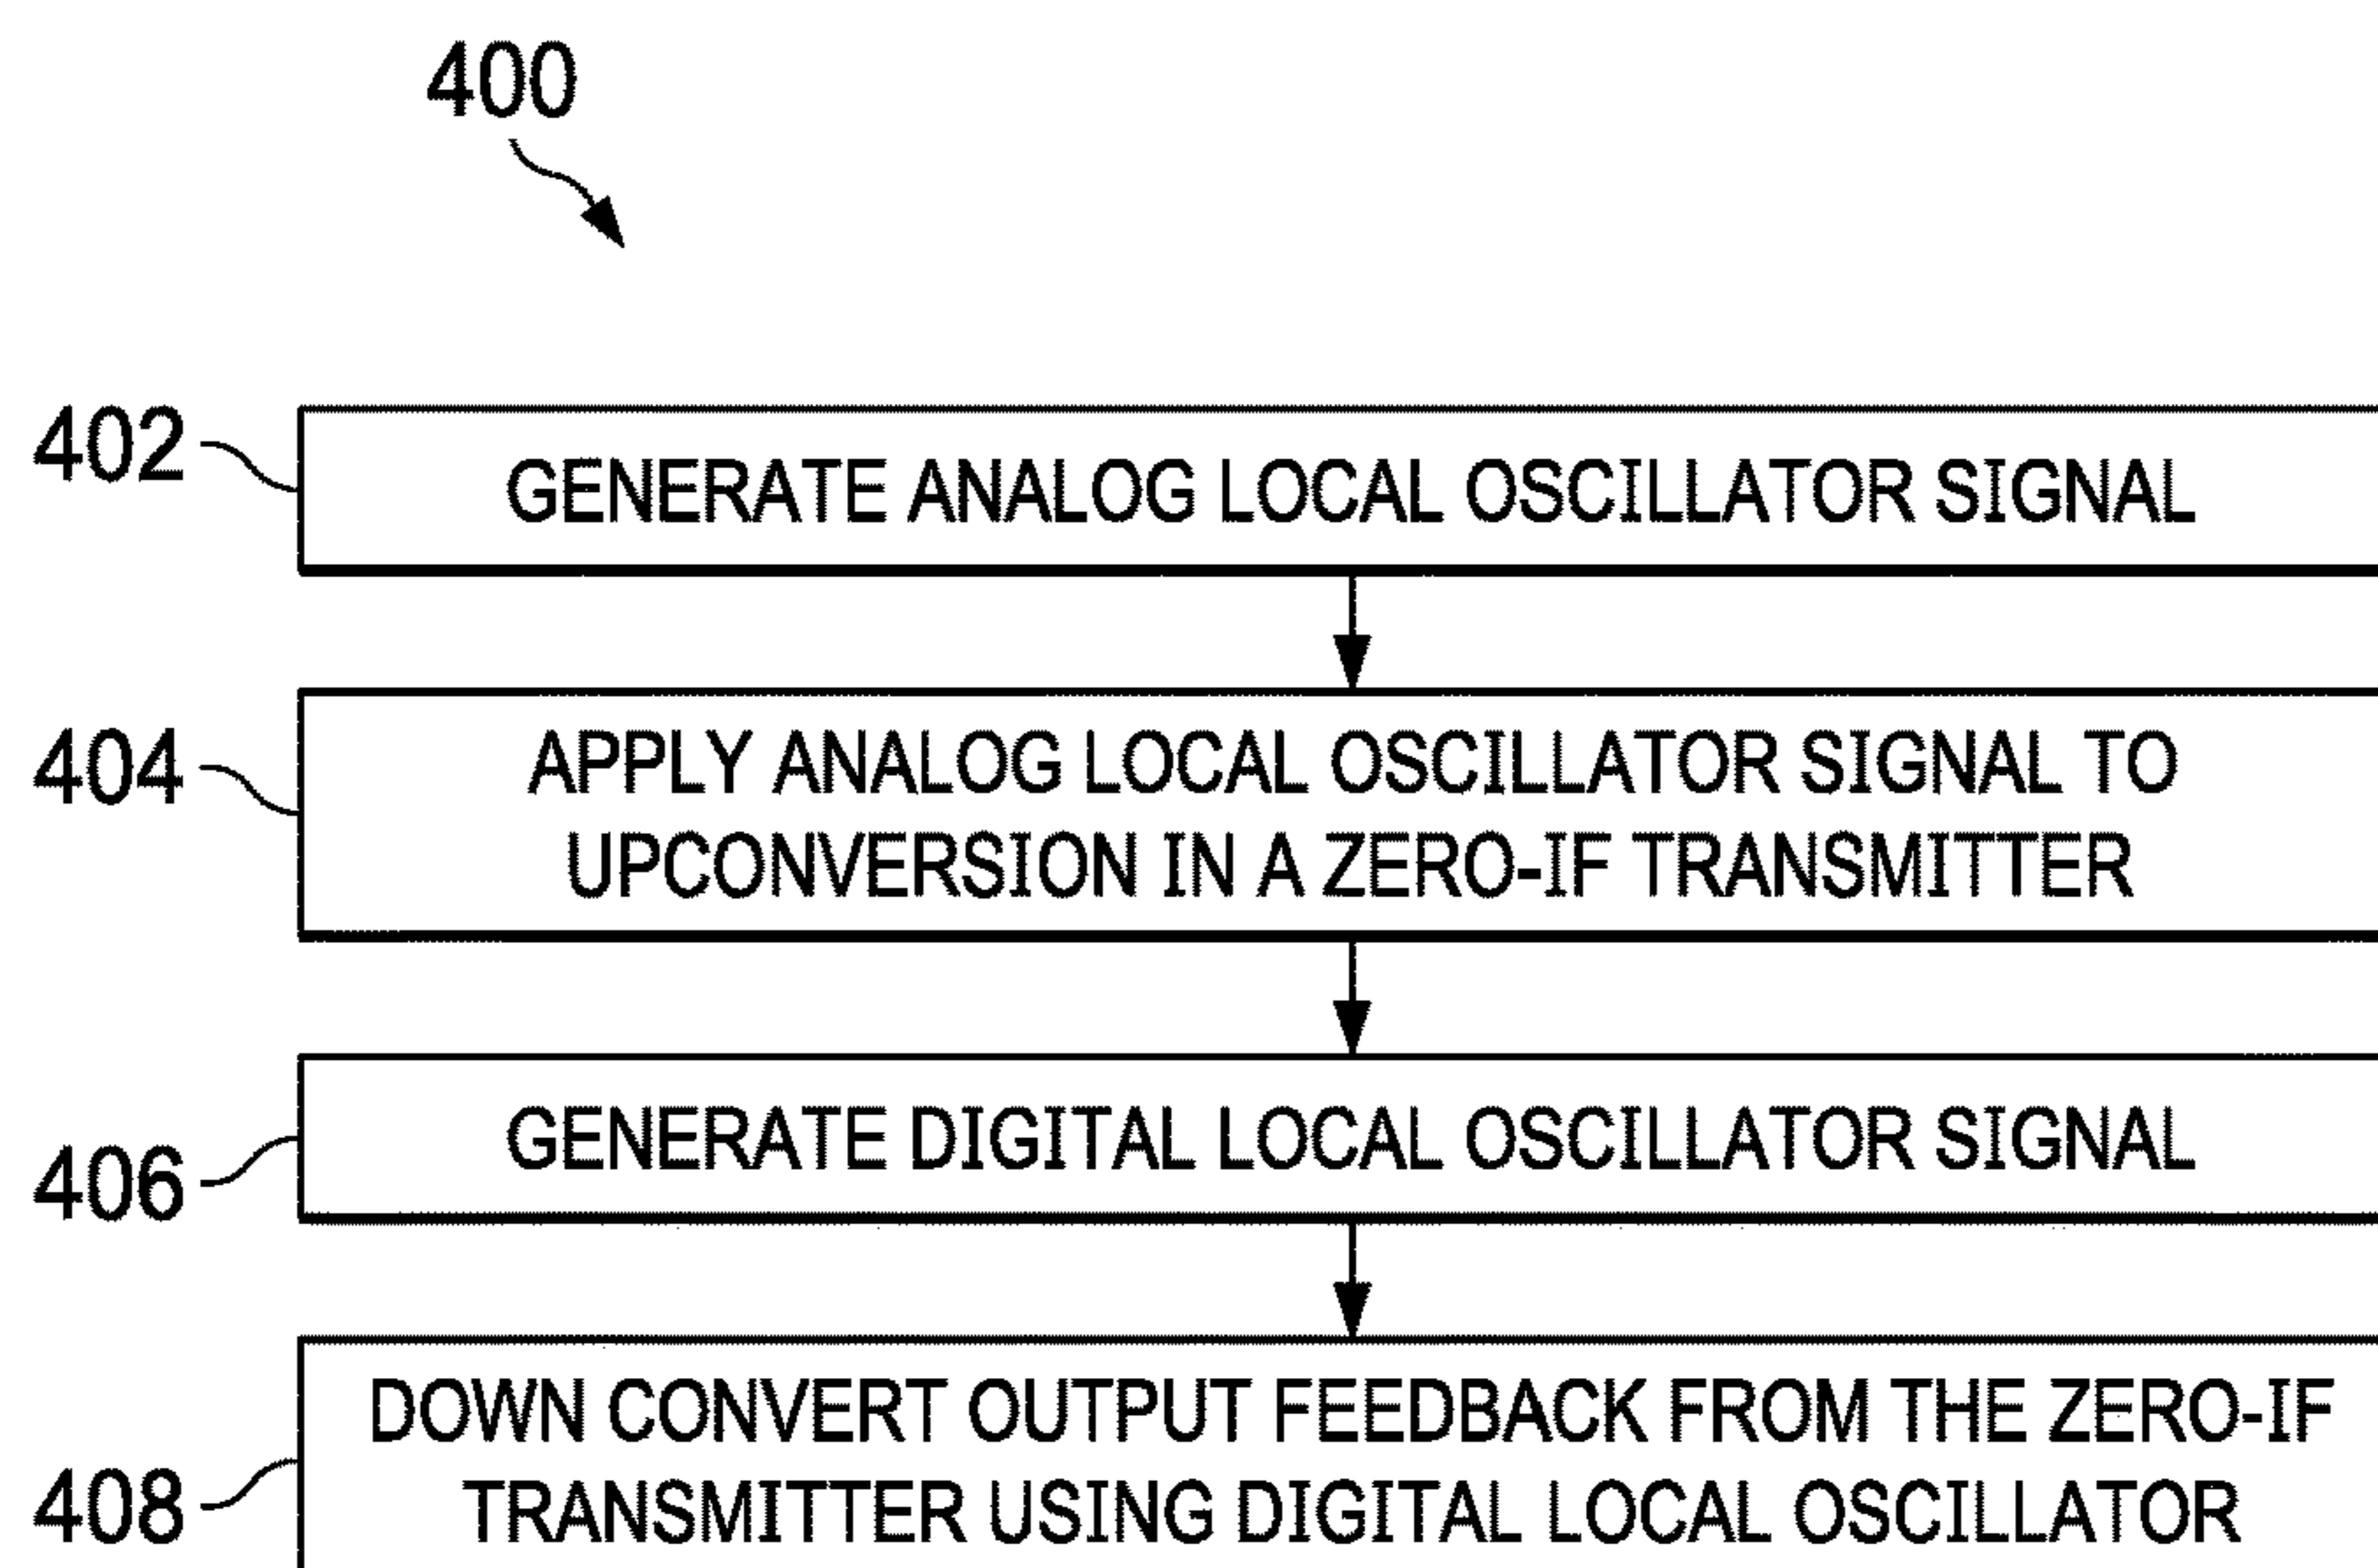 400
402
GENERATE ANALOG LOCAL OSCILLATOR SIGNAL
404
APPLY ANALOG LOCAL OSCILLATOR SIGNAL TO
UPCONVERSION IN A ZERO-IF TRANSMITTER
406
GENERATE DIGITAL LOCAL OSCILLATOR SIGNAL
408
DOWN CONVERT OUTPUT FEEDBACK FROM THE ZERO-IF
TRANSMITTER USING DIGITAL LOCAL OSCILLATOR